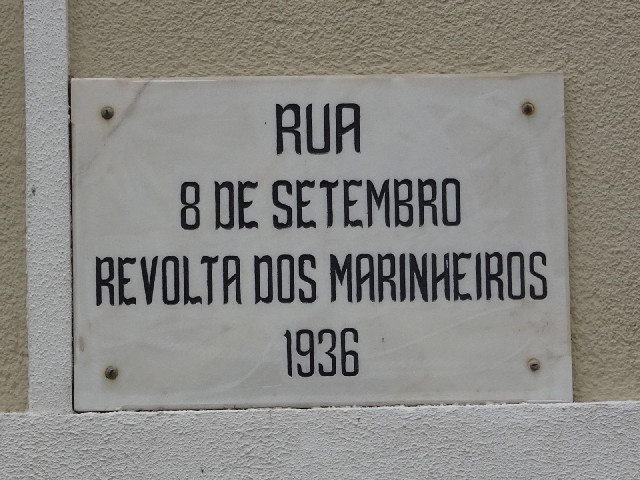 RUA
8 DE SETEMBRO
REVOLTA DOS MARINHEIROS
1936